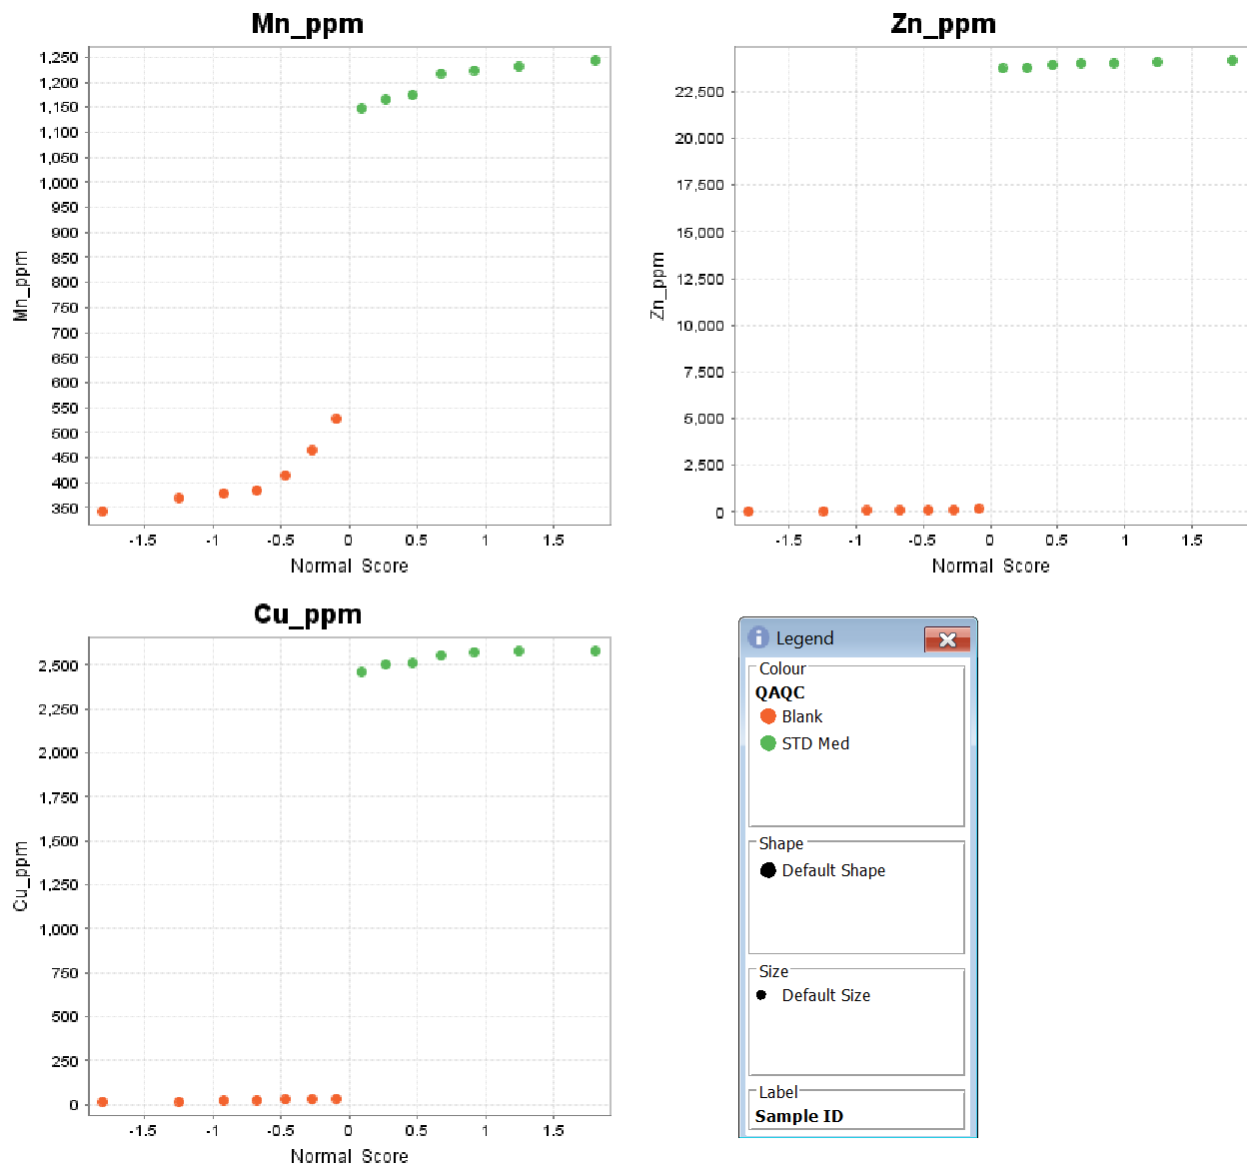 Mn_ppm
1,250
1,200
1,150
1,100
1,050
1,000
950
900
850
800
750
700
650
600
550
500
450
400
350
Mn_ppm
-1.5 -1 -0.5 0 0.5 1 1.5
Normal Score
Zn_ppm
22,500
20,000
17,500
15,000
12,500
10,000
7,500
5,000
2,500
0
Zn_ppm
-1.5 -1 -0.5 0 0.5 1 1.5
Normal Score
Cu_ppm
2,500
2,250
2,000
1,750
1,500
1,250
1,000
750
500
250
0
Cu_ppm
-1.5 -1 -0.5 0 0.5 1 1.5
Normal Score
Legend
Colour
QAQC
Blank
STD Med
Shape
Default Shape
Size
Default Size
Label
Sample ID